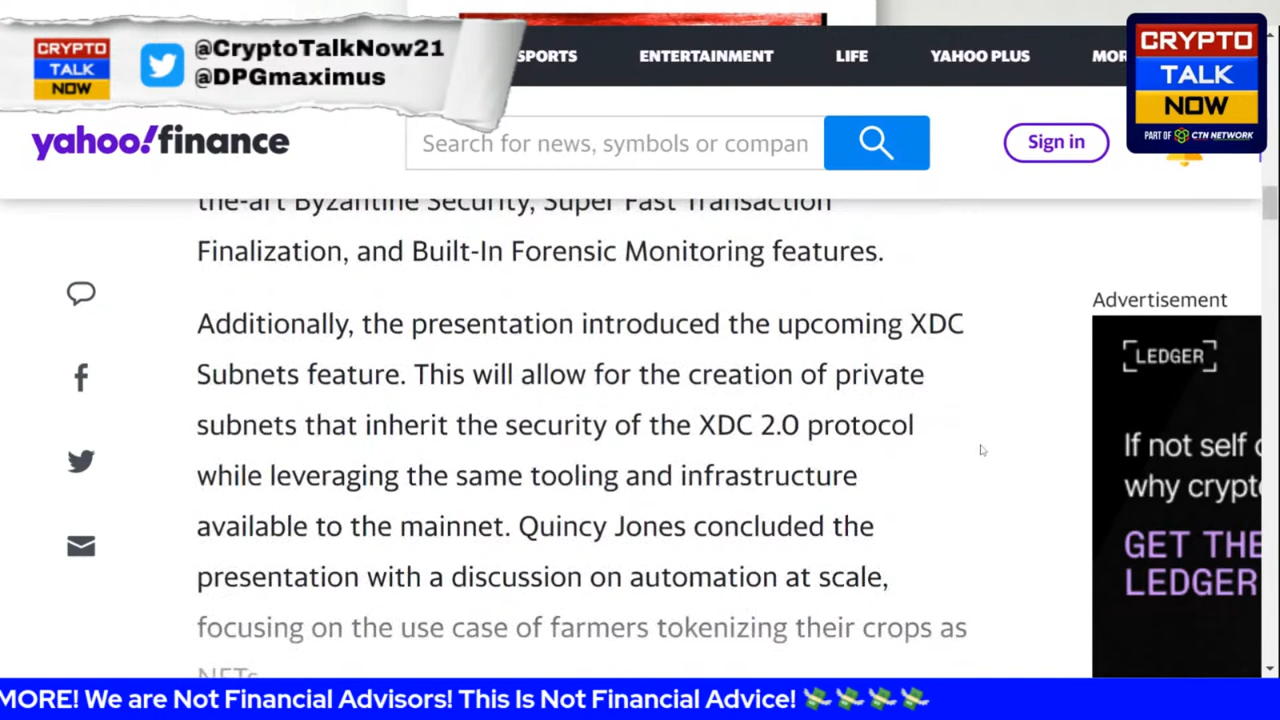 CRYPTO
TALK
NOW
@CryptoTalkNow21
@DPGmaximus
SPORTS
ENTERTAINMENT
LIFE
YAHOO PLUS
CRYPTO
TALK
NOW
PART OF CTN NETWORK
yahoo!finance
Search for news, symbols or compan
Sign in
the-art Byzantine Security, Super Fast Transaction
Finalization, and Built-In Forensic Monitoring features.
Additionally, the presentation introduced the upcoming XDC
Subnets feature. This will allow for the creation of private
subnets that inherit the security of the XDC 2.0 protocol
while leveraging the same tooling and infrastructure
available to the mainnet. Quincy Jones concluded the
presentation with a discussion on automation at scale,
focusing on the use case of farmers tokenizing their crops as
NFTs
Advertisement
LEDGER
If not self
why crypt
GET THE
LEDGER
MORE! We are Not Financial Advisors! This Is Not Financial Advice!